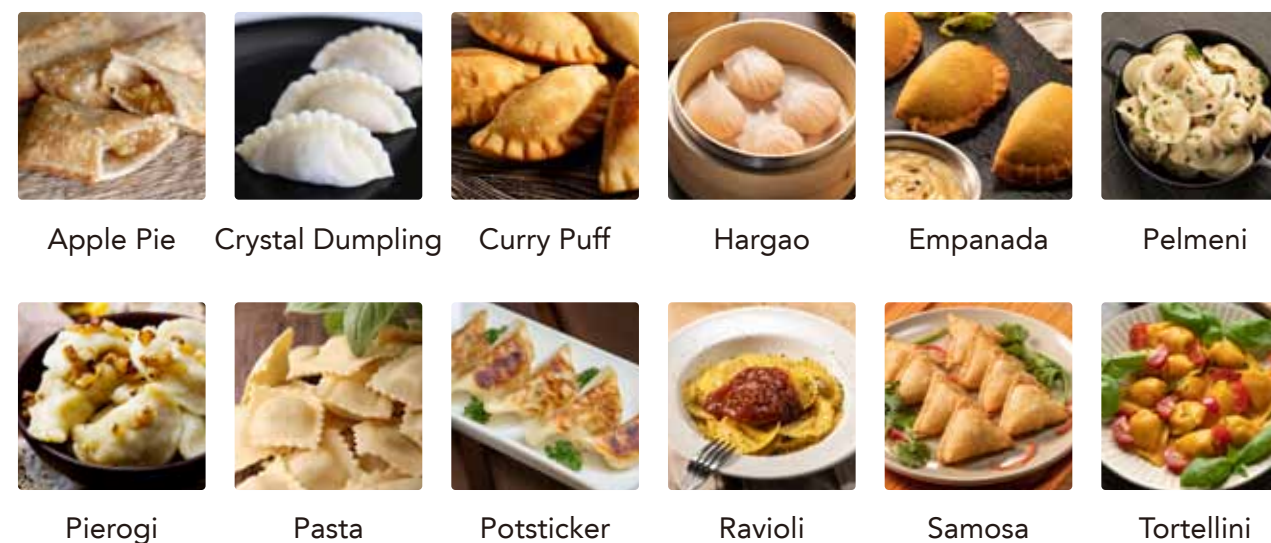 Apple Pie
Crystal Dumpling
Curry Puff
Hargao
Empanada
Pelmeni
Pierogi
Pasta
Potsticker
Ravioli
Samosa
Tortellini